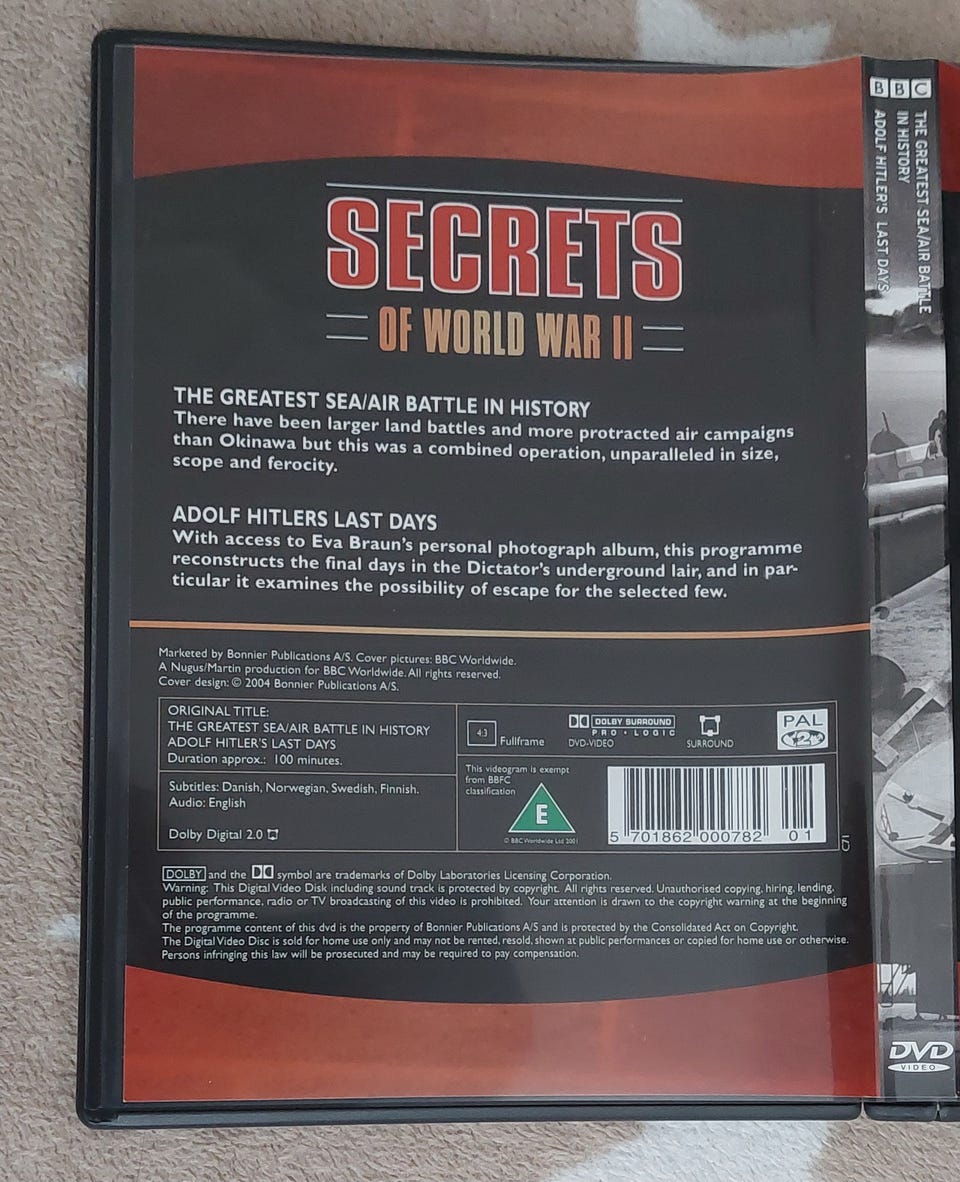 SECRETS
OF WORLD WAR II
THE GREATEST SEA/AIR BATTLE IN HISTORY
There have been larger land battles and more protracted air campaigns
than Okinawa but this was a combined operation, unparalleled in size,
scope and ferocity.
ADOLF HITLERS LAST DAYS
With access to Eva Braun's personal photograph album, this programme
reconstructs the final days in the Dictator's underground lair, and in par-
ticular it examines the possibility of escape for the selected few.
Marketed by Bonnier Publications A/S. Cover pictures: BBC Worldwide.
A Nugus/Martin production for BBC Worldwide. All rights reserved.
Cover design: © 2004 Bonnier Publications A/S.
ORIGINAL TITLE:
THE GREATEST SEA/AIR BATTLE IN HISTORY
ADOLF HITLER'S LAST DAYS
Duration approx.: 100 minutes.
Subtitles: Danish, Norwegian, Swedish, Finnish.
Audio: English
Dolby Digital 2.0
4:3
Fullframe
DOLBY SURROUND
PRO · LOGIC
DVD-VIDEO
SURROUND
PAL
2
This videogram is exempt
from BBFC
classification
E
© BBC Worldwide Ltd 2001
5 701862 000782 01
DOLBY and the symbol are trademarks of Dolby Laboratories Licensing Corporation.
Warning: This Digital Video Disk including sound track is protected by copyright. All rights reserved. Unauthorised copying, hiring, lending,
public performance, radio or TV broadcasting of this video is prohibited. Your attention is drawn to the copyright warning at the beginning
of the programme.
The programme content of this dvd is the property of Bonnier Publications A/S and is protected by the Consolidated Act on Copyright.
The Digital Video Disc is sold for home use only and may not be rented, resold, shown at public performances or copied for home use or otherwise.
Persons infringing this law will be prosecuted and may be required to pay compensation.
BBC
THE GREATEST SEA/AIR BATTLE
IN HISTORY
ADOLF HITLER'S LAST DAYS
DVD
VIDEO